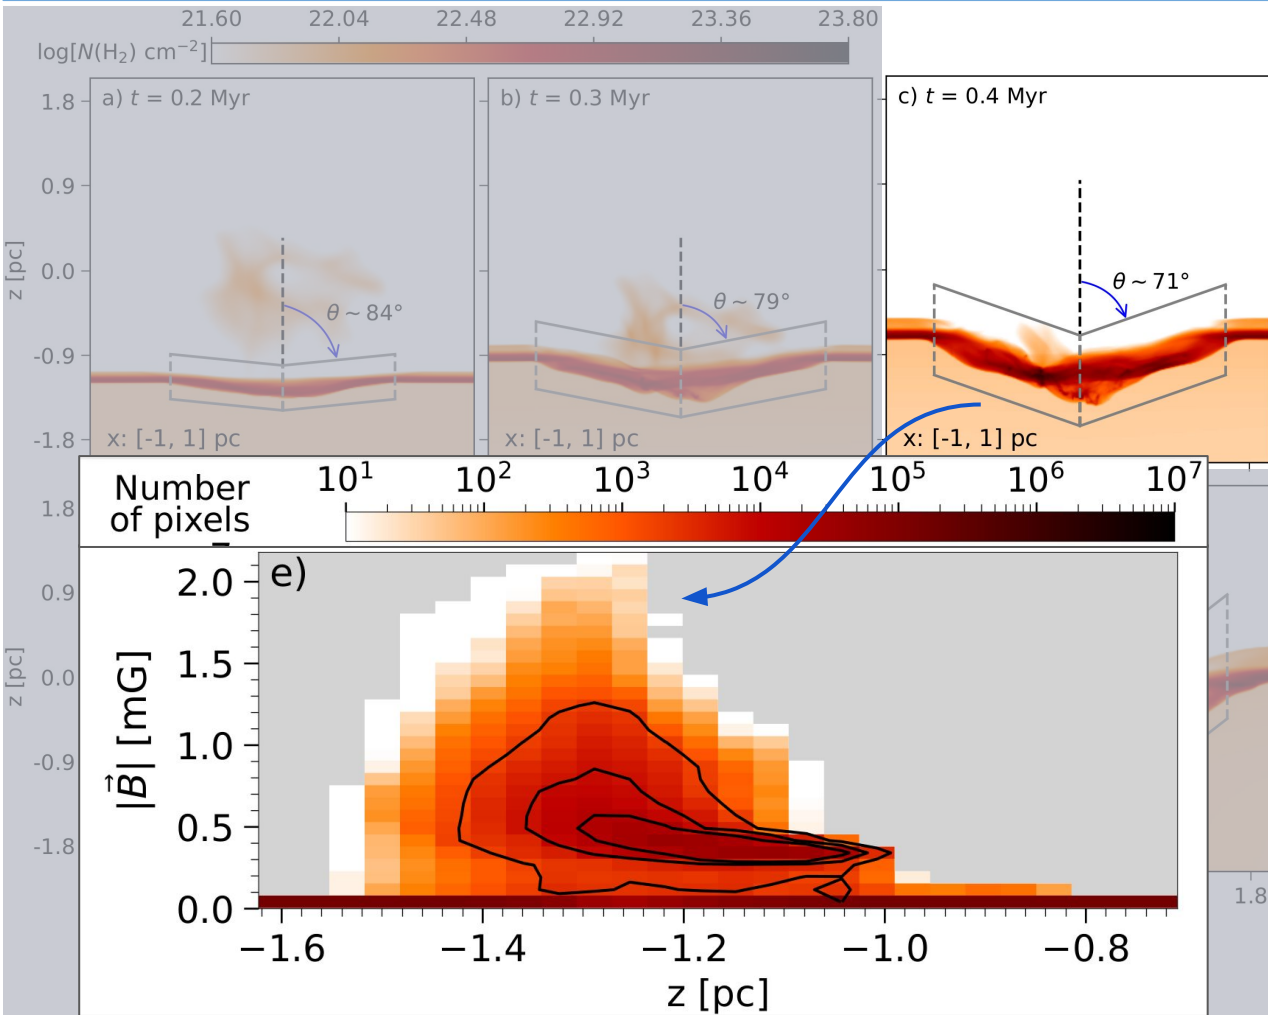 21.60 22.04 22.48 22.92 23.36 23.80
log[N(H₂) cm⁻²]
a) t = 0.2 Myr
b) t = 0.3 Myr
c) t = 0.4 Myr
1.8
0.9
0.0
-0.9
-1.8
z [pc]
θ ~ 84°
θ ~ 79°
θ ~ 71°
x: [-1, 1] pc
x: [-1, 1] pc
x: [-1, 1] pc
Number
of pixels
10¹ 10² 10³ 10⁴ 10⁵ 10⁶ 10⁷
1.8
0.9
0.0
-0.9
-1.8
z [pc]
e)
2.0
1.5
1.0
0.5
0.0
|B⃗| [mG]
−1.6 −1.4 −1.2 −1.0 −0.8
z [pc]
1.8